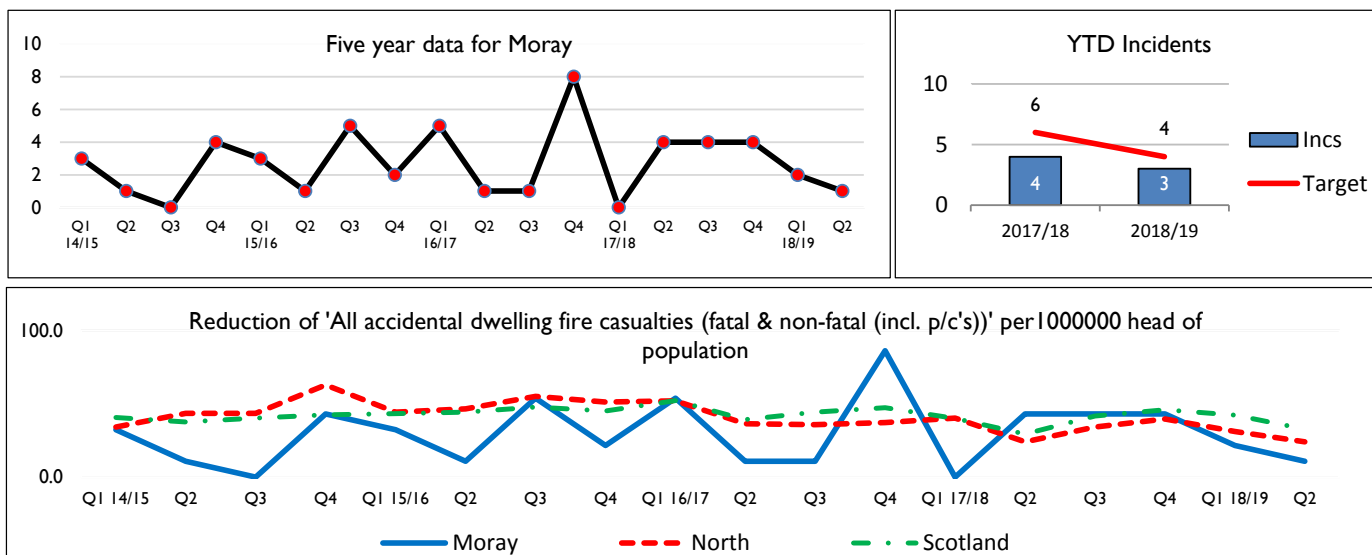 Five year data for Moray
10
8
6
4
2
0
Q1 Q2 Q3 Q4 Q1 Q2 Q3 Q4 Q1 Q2 Q3 Q4 Q1 Q2 Q3 Q4 Q1 Q2
14/15 15/16 16/17 17/18 18/19
YTD Incidents
10
5
0
6
4
4
3
2017/18 2018/19
Incs
Target
Reduction of 'All accidental dwelling fire casualties (fatal & non-fatal (incl. p/c's))' per1000000 head of
population
100.0
0.0
Q1 14/15 Q2 Q3 Q4 Q1 15/16 Q2 Q3 Q4 Q1 16/17 Q2 Q3 Q4 Q1 17/18 Q2 Q3 Q4 Q1 18/19 Q2
Moray North Scotland